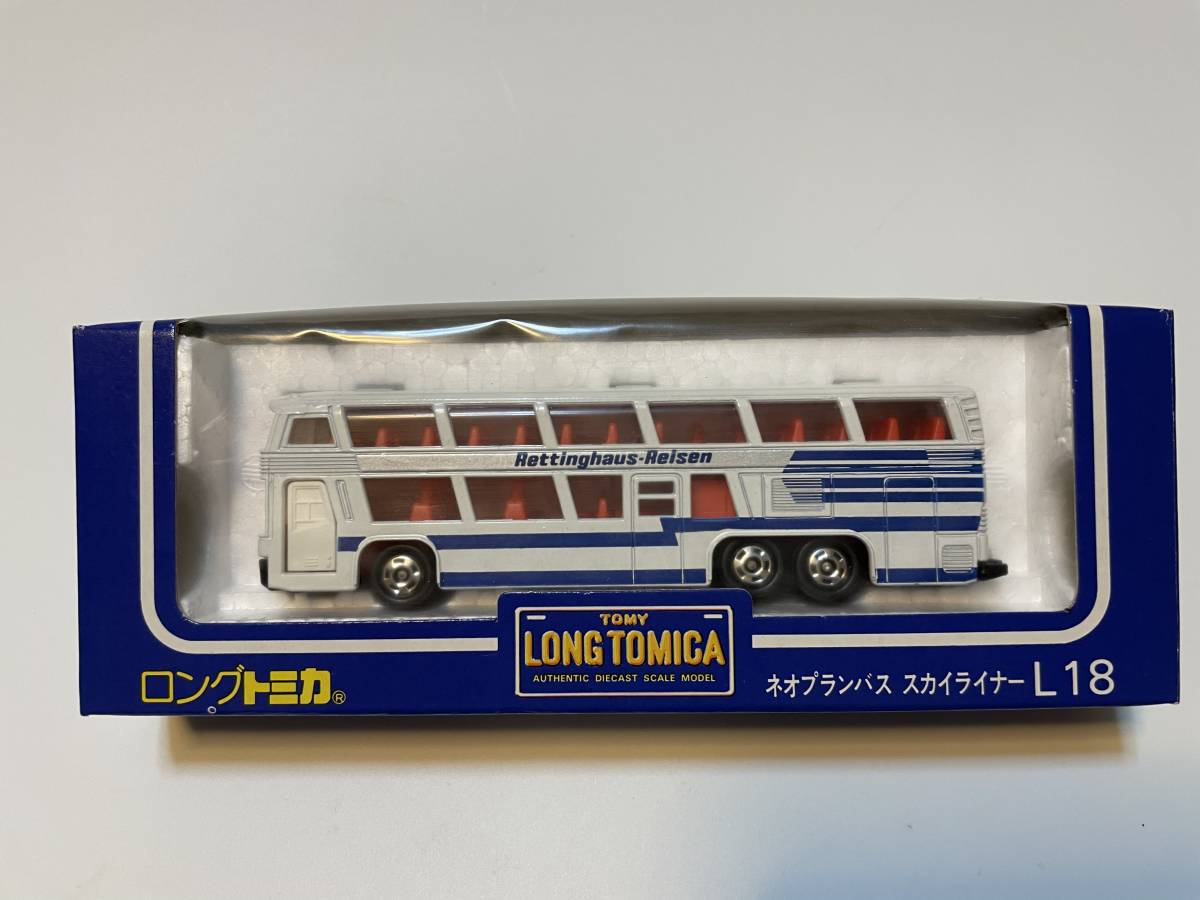 Rettinghaus-Reisen
TOMY
LONG TOMICA
AUTHENTIC DIECAST SCALE MODEL
ロングトミカ®
ネオプランバス スカイライナー L18